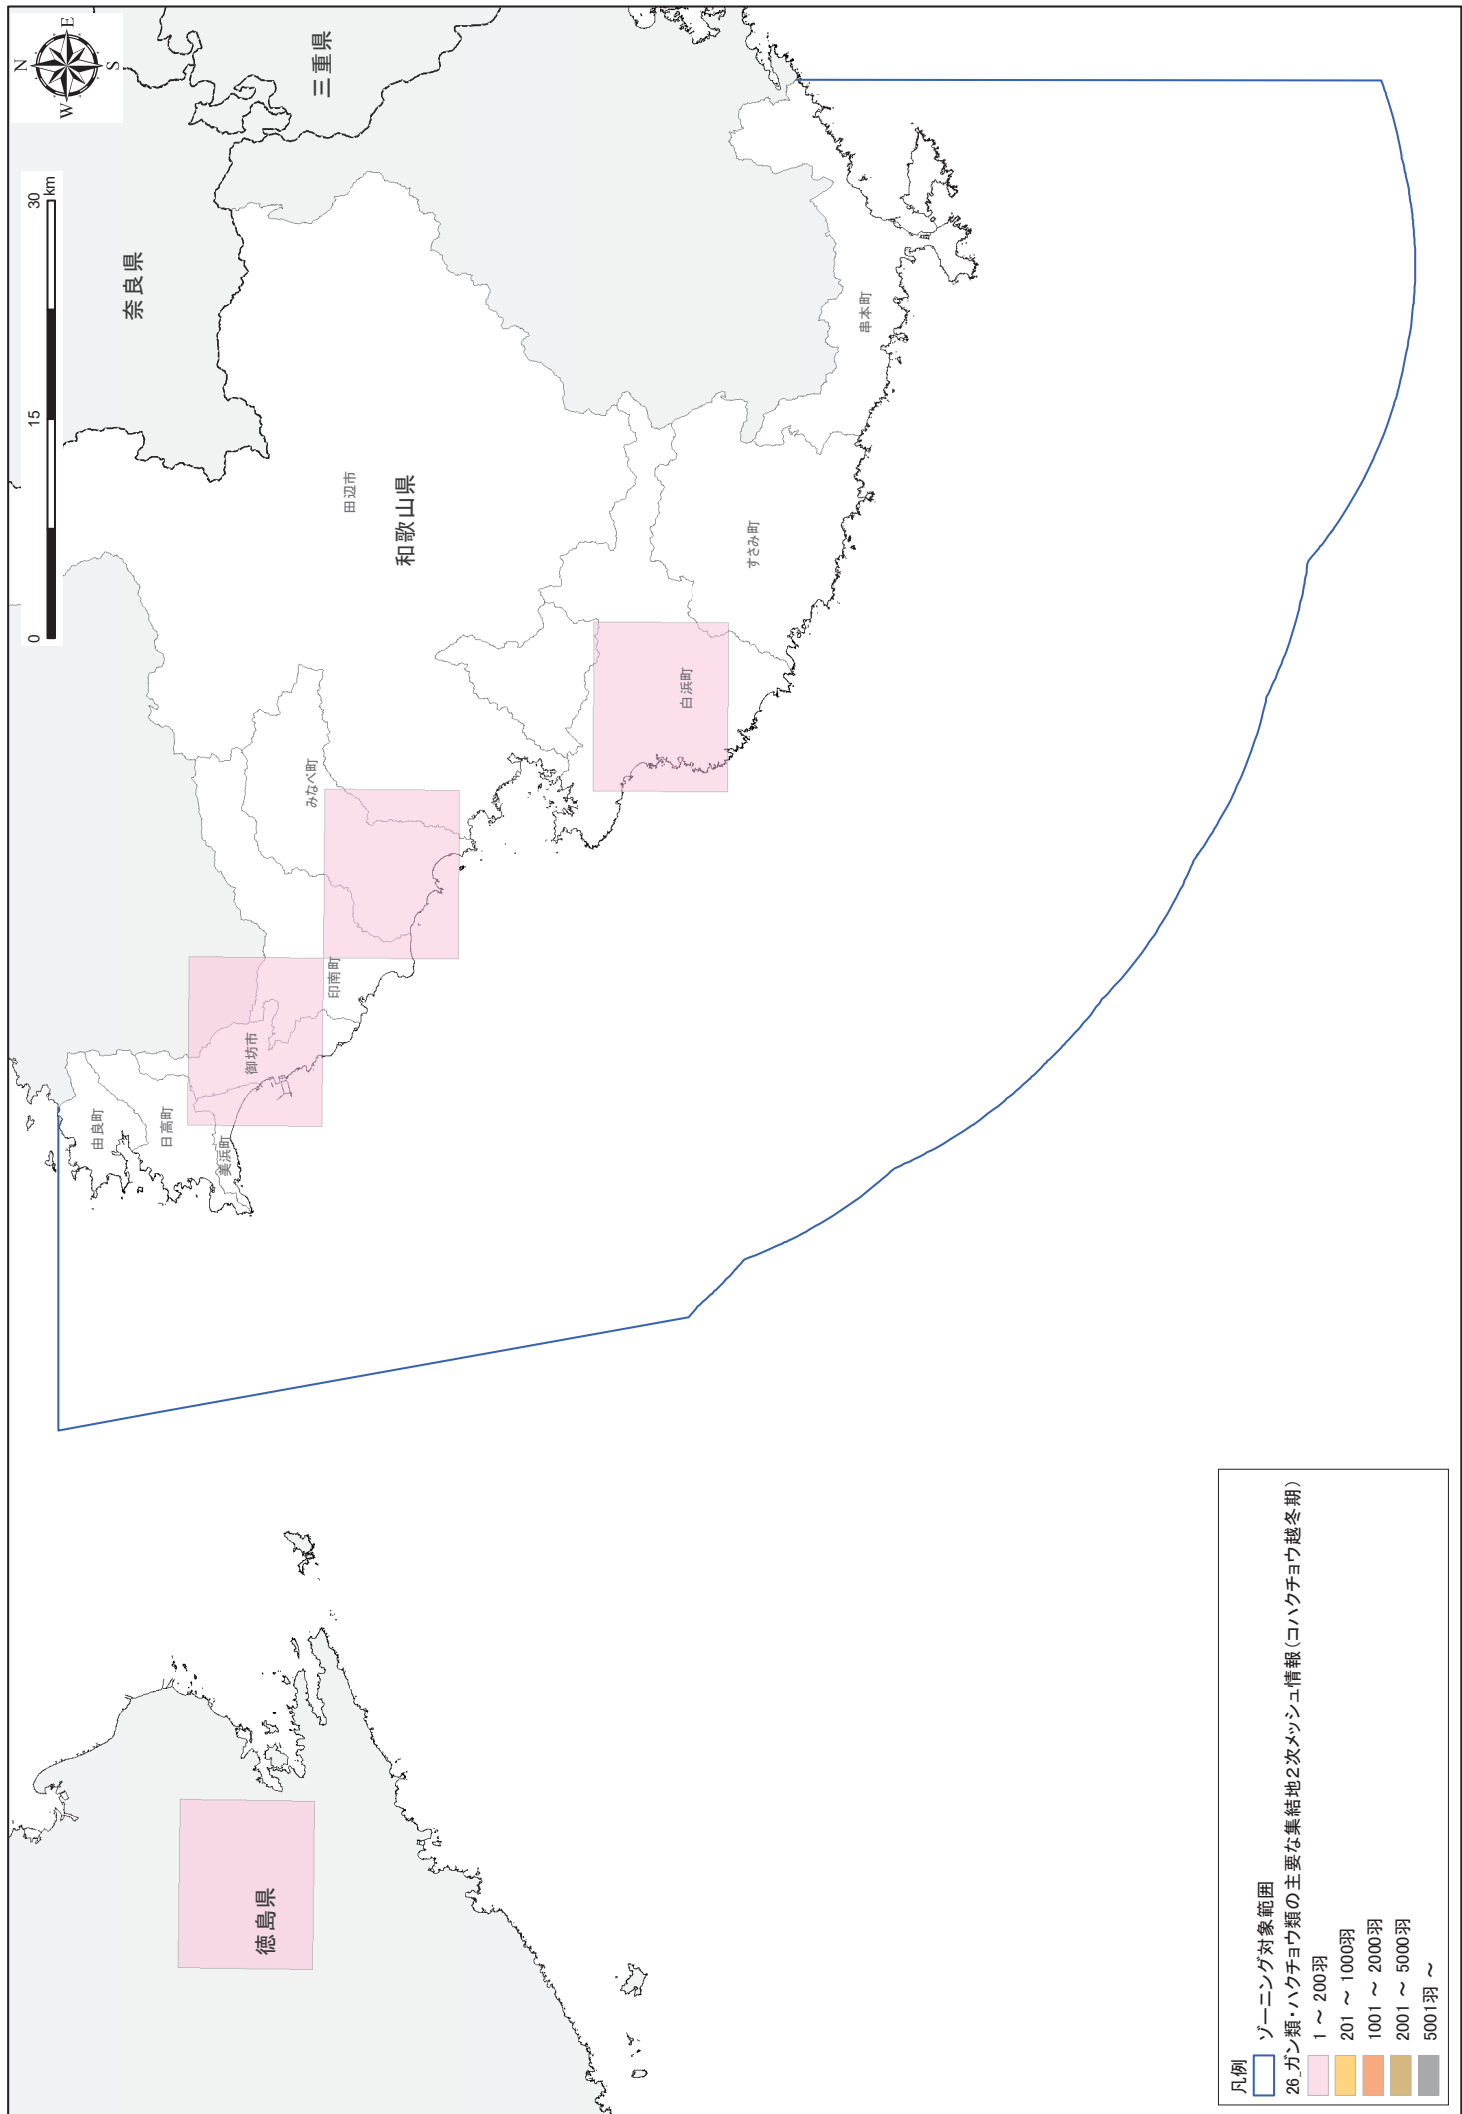 N
W
E
S
0
15
30
km
奈良県
三重県
和歌山県
徳島県
田辺市
みなべ町
印南町
御坊市
由良町
日高町
美浜町
白浜町
すさみ町
串本町
凡例
ゾーニング対象範囲
26_ガン類・ハクチョウ類の主要な集結地2次メッシュ情報(コハクチョウ越冬期)
1 ～ 200羽
201 ～ 1000羽
1001 ～ 2000羽
2001 ～ 5000羽
5001羽 ～